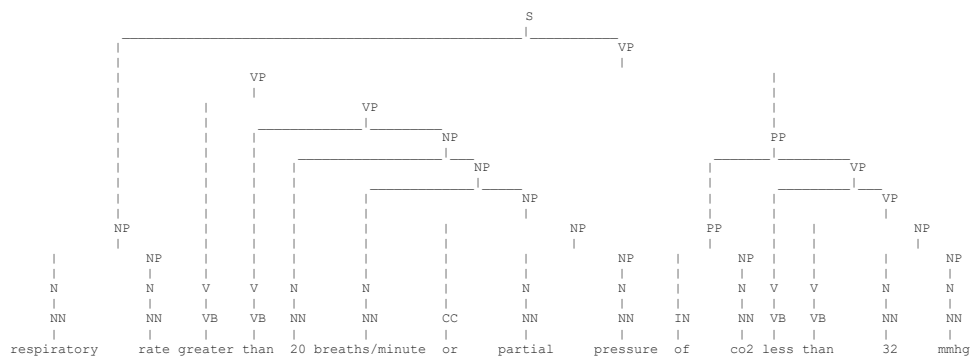 S
VP
VP
VP
NP PP
NP VP
NP VP
NP NP PP NP
NP NP NP NP
N N V V N N N N N V V N N
NN NN VB VB NN NN CC NN NN IN NN VB VB NN NN
respiratory rate greater than 20 breaths/minute or partial pressure of co2 less than 32 mmhg